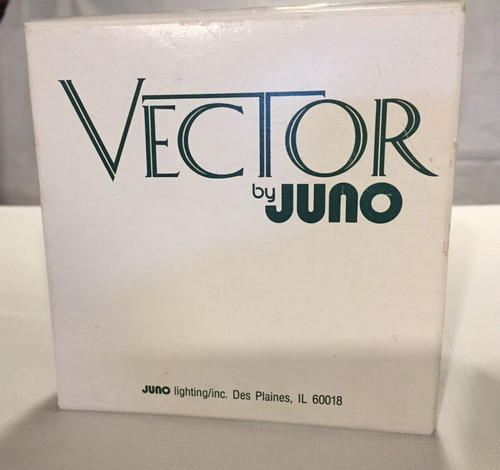 VECTOR
by JUNO
JUNO lighting/inc. Des Plaines, IL 60018